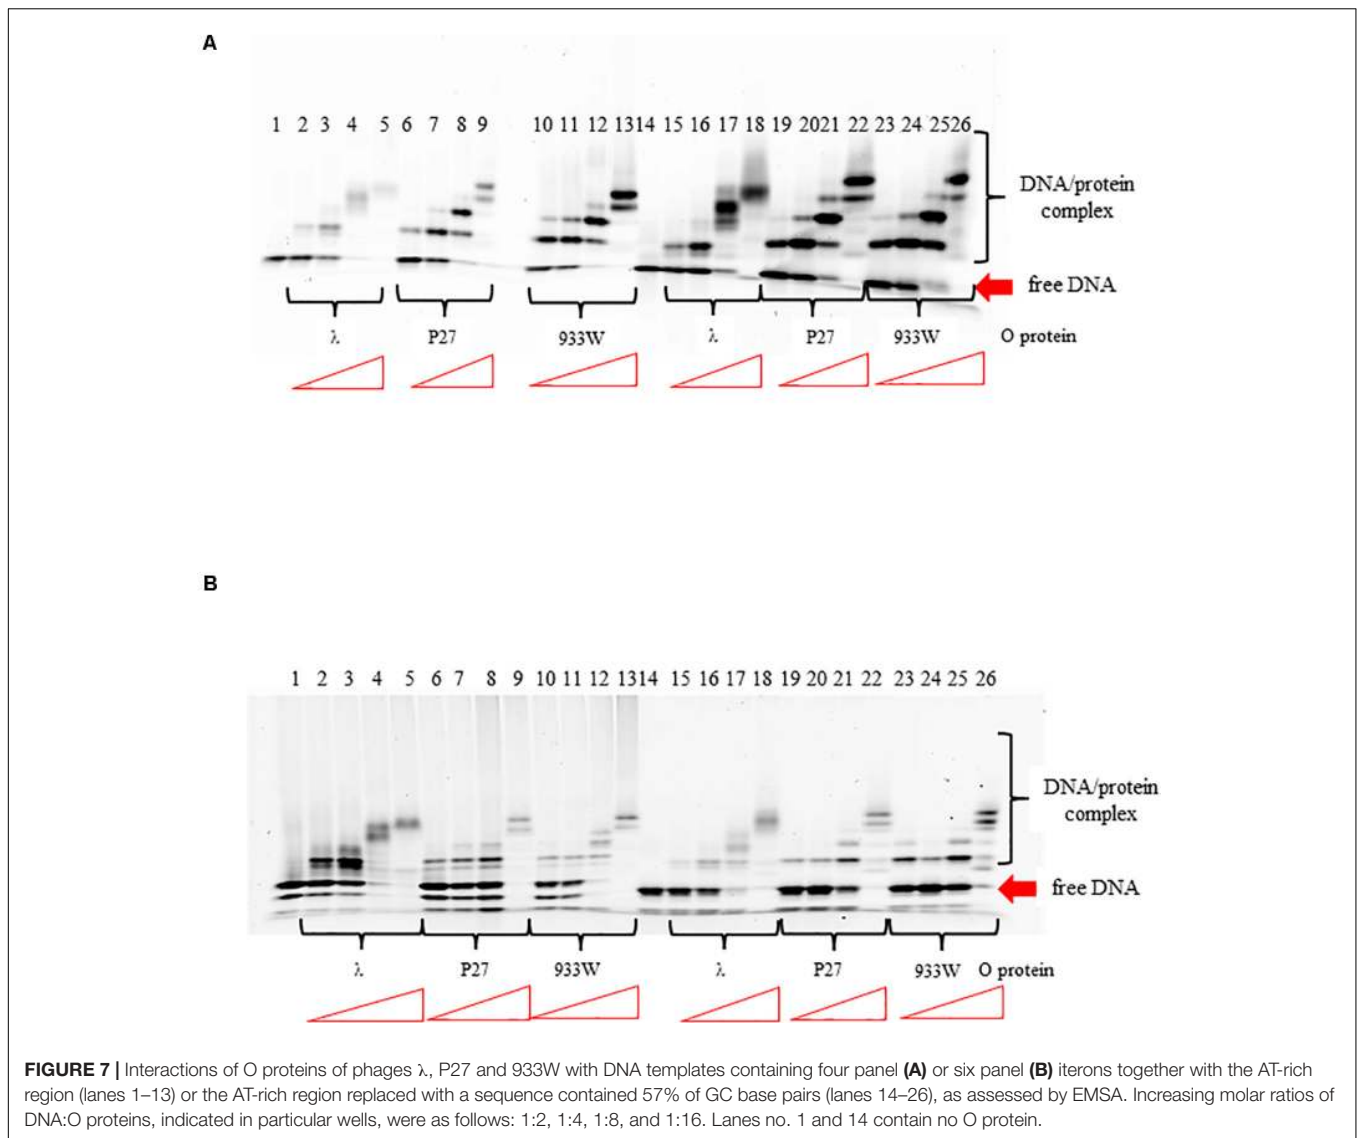 A
1 2 3 4 5 6 7 8 9 10 11 12 13 14 15 16 17 18 19 20 21 22 23 24 25 26
DNA/protein
complex
free DNA
λ P27 933W λ P27 933W O protein
B
1 2 3 4 5 6 7 8 9 10 11 12 13 14 15 16 17 18 19 20 21 22 23 24 25 26
DNA/protein
complex
free DNA
λ P27 933W λ P27 933W O protein
FIGURE 7 | Interactions of O proteins of phages λ, P27 and 933W with DNA templates containing four panel (A) or six panel (B) iterons together with the AT-rich
region (lanes 1–13) or the AT-rich region replaced with a sequence contained 57% of GC base pairs (lanes 14–26), as assessed by EMSA. Increasing molar ratios of
DNA:O proteins, indicated in particular wells, were as follows: 1:2, 1:4, 1:8, and 1:16. Lanes no. 1 and 14 contain no O protein.